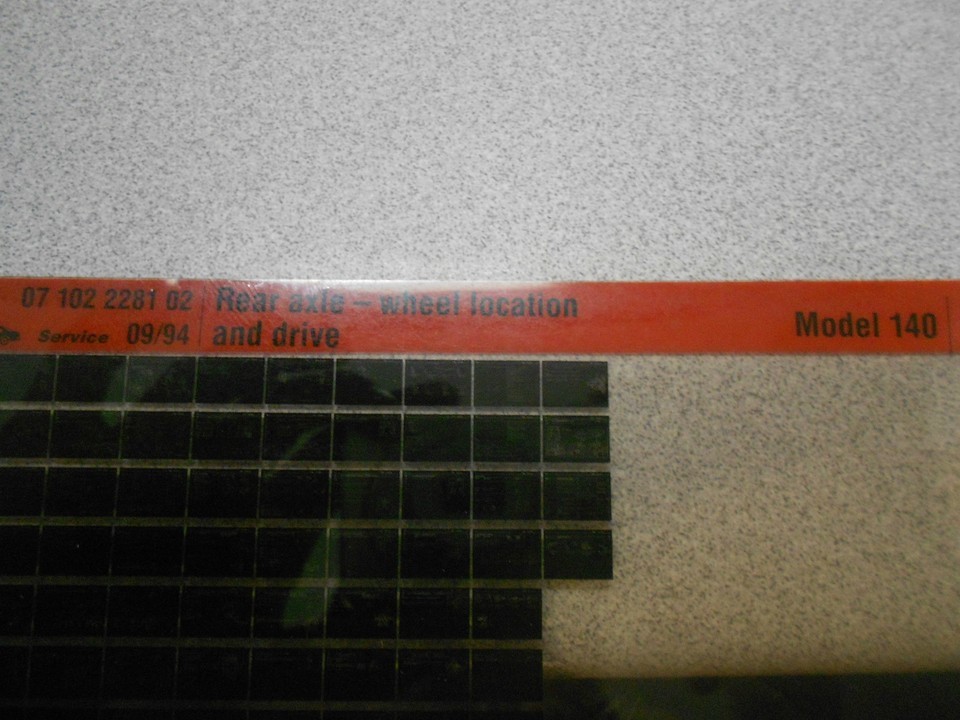 07 102 2281 02
Service 09/94
Rear axle – wheel location
and drive
Model 140